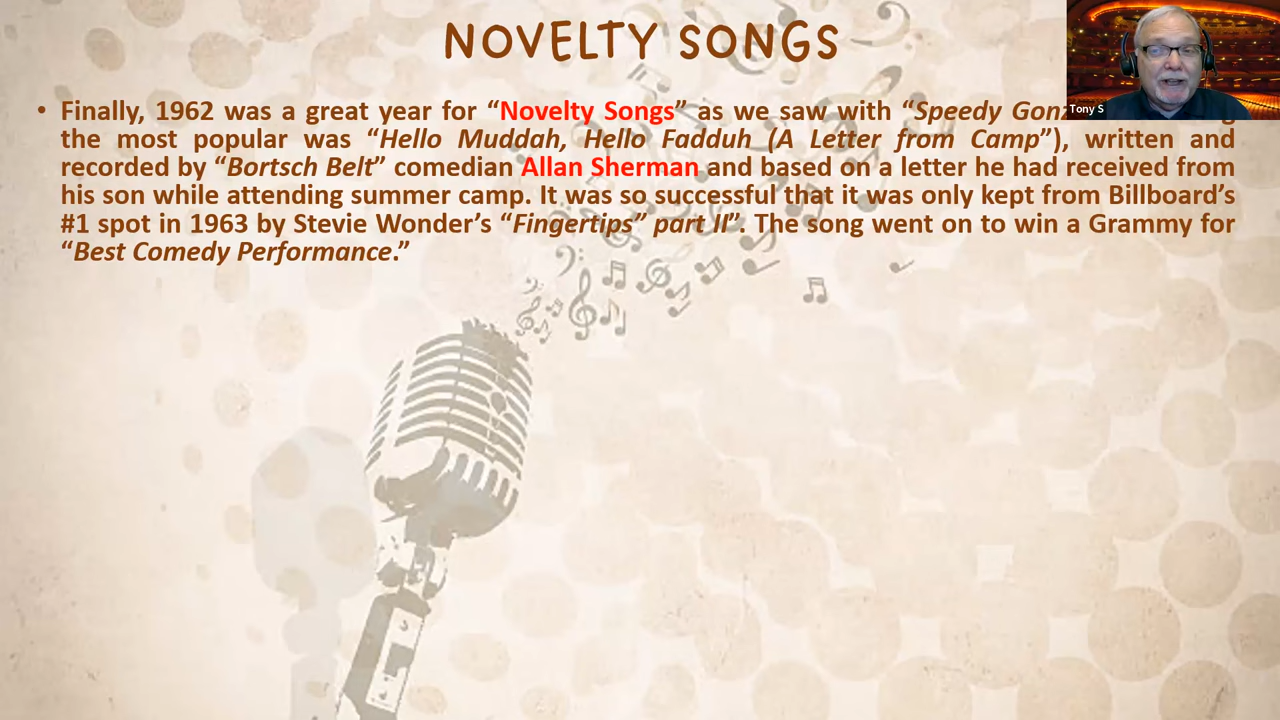 NOVELTY SONGS
• Finally, 1962 was a great year for “Novelty Songs” as we saw with “Speedy
the most popular was “Hello Muddah, Hello Fadduh (A Letter from Camp”), written and
recorded by “Bortsch Belt” comedian Allan Sherman and based on a letter he had received from
his son while attending summer camp. It was so successful that it was only kept from Billboard’s
#1 spot in 1963 by Stevie Wonder’s “Fingertips” part II”. The song went on to win a Grammy for
“Best Comedy Performance.”
Tony S